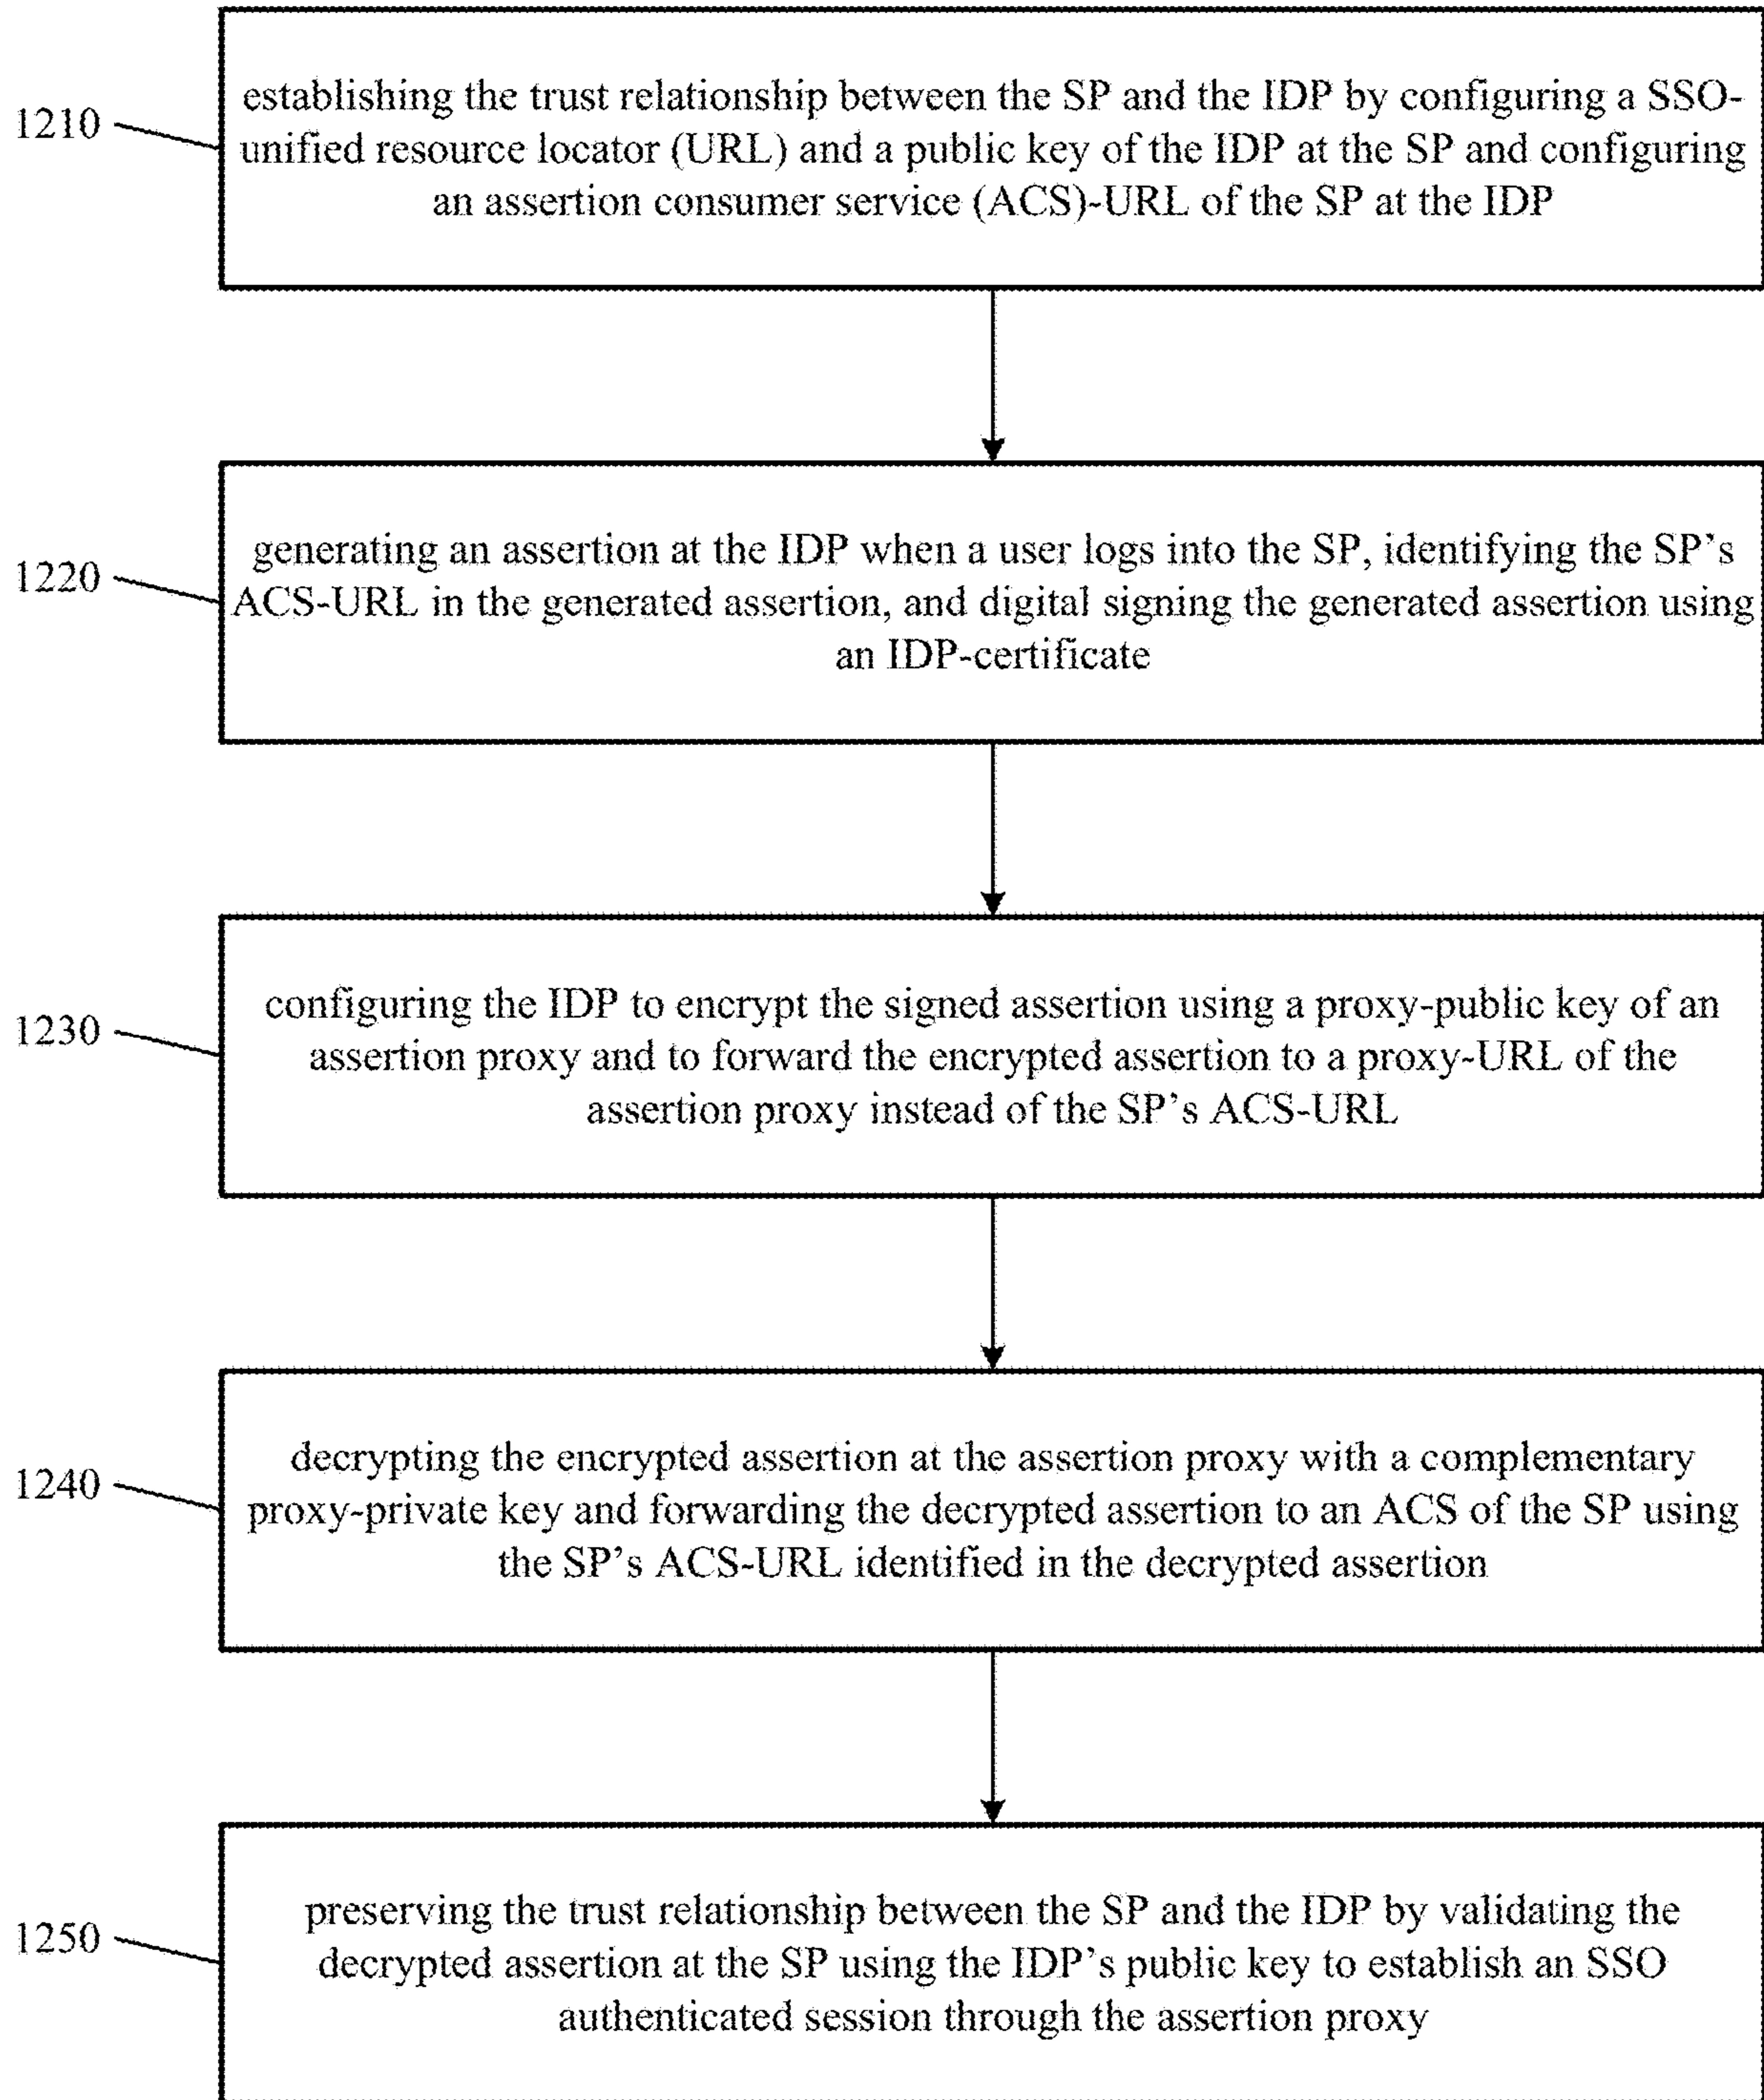 1210
establishing the trust relationship between the SP and the IDP by configuring a SSO-
unified resource locator (URL) and a public key of the IDP at the SP and configuring
an assertion consumer service (ACS)-URL of the SP at the IDP
1220
generating an assertion at the IDP when a user logs into the SP, identifying the SP’s
ACS-URL in the generated assertion, and digital signing the generated assertion using
an IDP-certificate
1230
configuring the IDP to encrypt the signed assertion using a proxy-public key of an
assertion proxy and to forward the encrypted assertion to a proxy-URL of the
assertion proxy instead of the SP’s ACS-URL
1240
decrypting the encrypted assertion at the assertion proxy with a complementary
proxy-private key and forwarding the decrypted assertion to an ACS of the SP using
the SP’s ACS-URL identified in the decrypted assertion
1250
preserving the trust relationship between the SP and the IDP by validating the
decrypted assertion at the SP using the IDP’s public key to establish an SSO
authenticated session through the assertion proxy